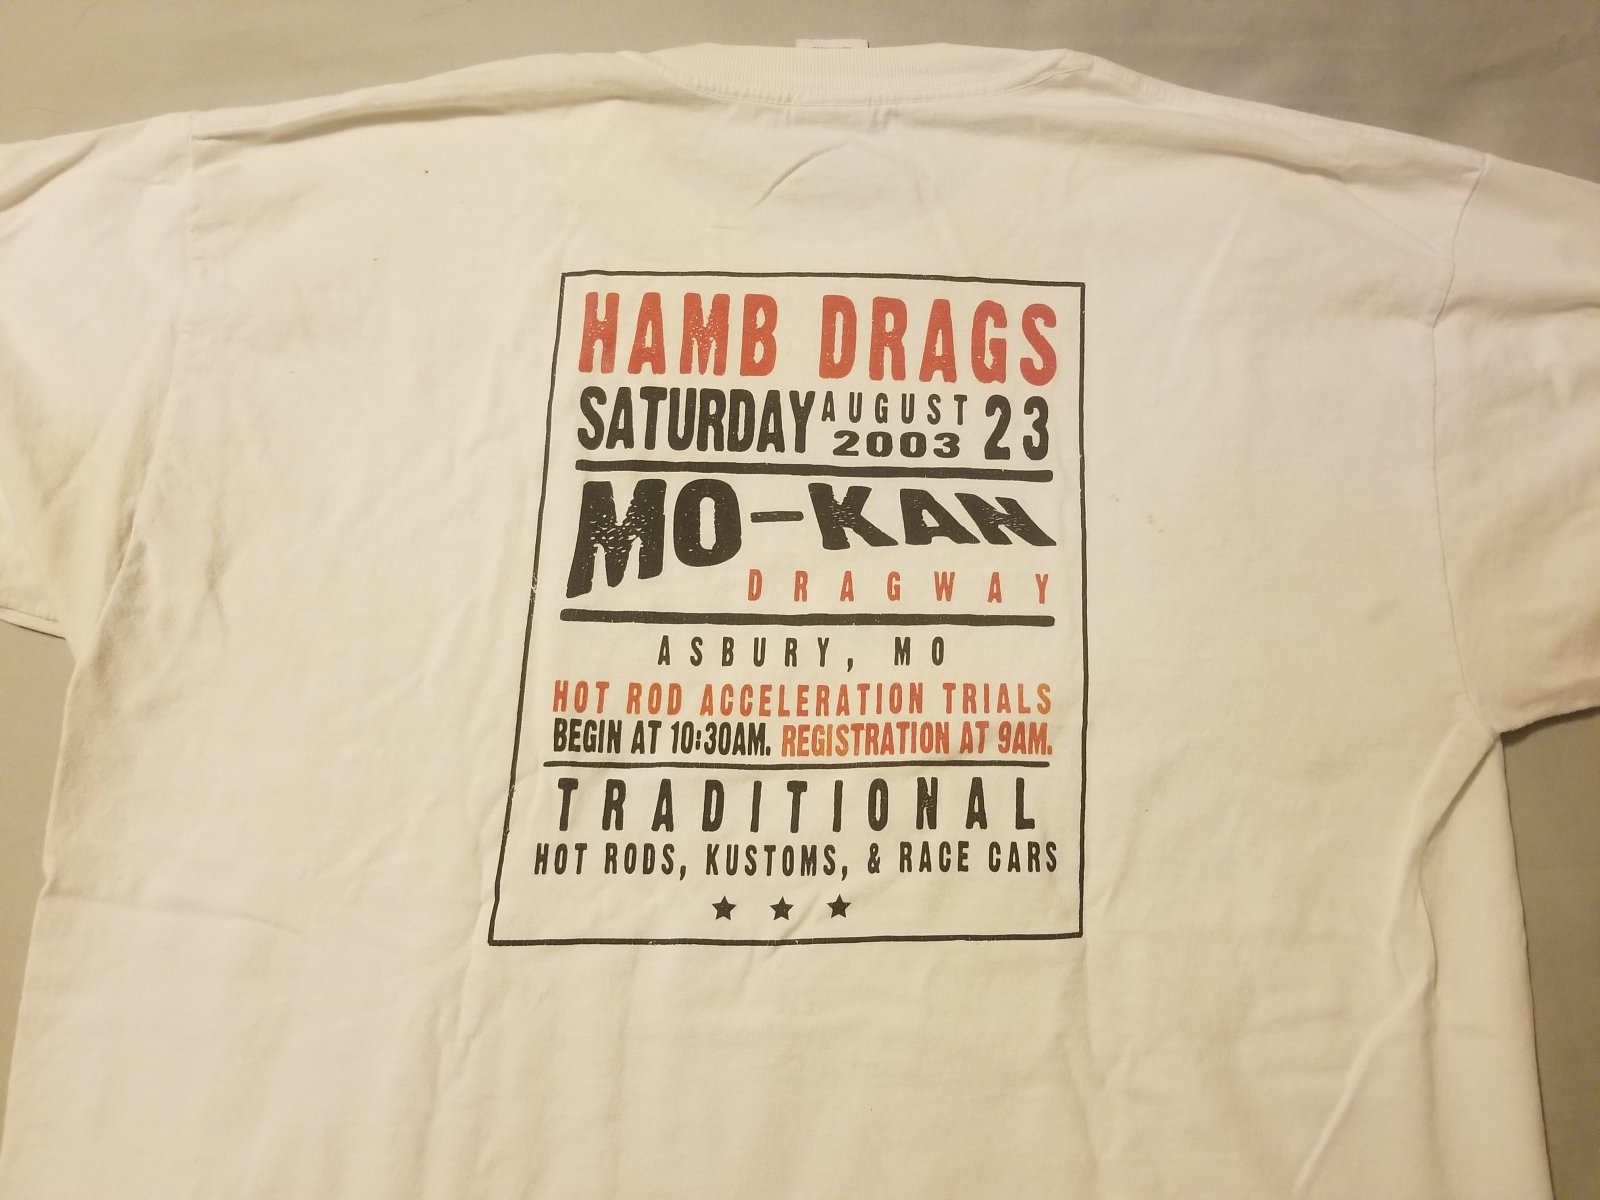 HAMB DRAGS
SATURDAY AUGUST 2003 23
MO-KAN
DRAGWAY
ASBURY, MO
HOT ROD ACCELERATION TRIALS
BEGIN AT 10:30AM. REGISTRATION AT 9AM.
TRADITIONAL
HOT RODS, KUSTOMS, & RACE CARS